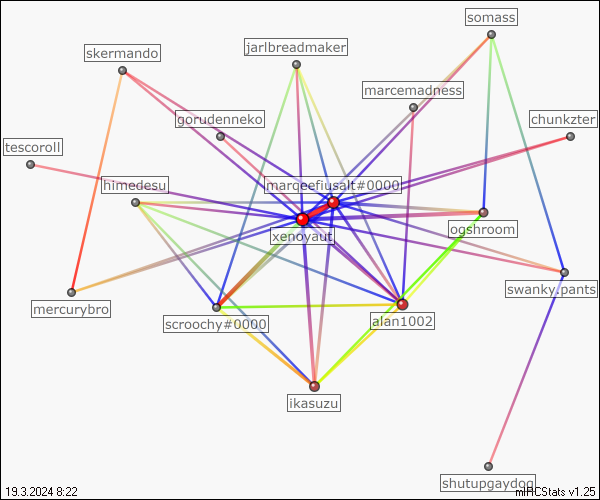 somass
skermando
jarlbreadmaker
marcemadness
gorudenneko
chunkzter
tescoroll
himedesu
marqeefiusalt#0000
xenoyaut
ogshroom
swanky.pants
mercurybro
scroochy#0000
alan1002
ikasuzu
shutupgaydog
19.3.2024 8:22
mIRCStats v1.25